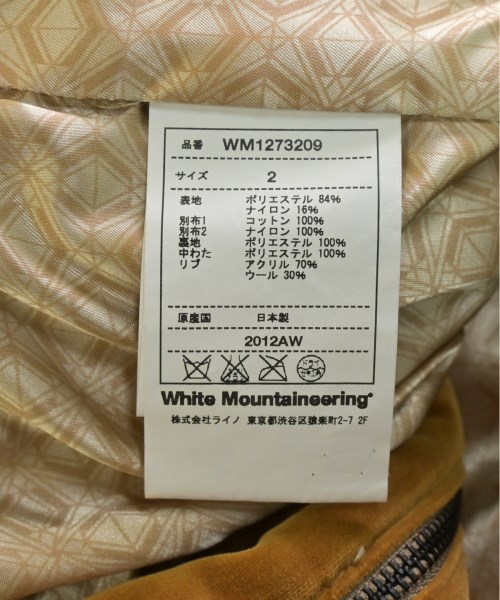 品番 WM1273209
サイズ 2
表地 ポリエステル 84%
ナイロン 16%
別布1 コットン 100%
別布2 ナイロン 100%
裏地 ポリエステル 100%
中わた ポリエステル 100%
リブ アクリル 70%
ウール 30%
原産国 日本製
2012AW
ドライ
White Mountaineering®
株式会社ライノ 東京都渋谷区猿楽町2-7 2F